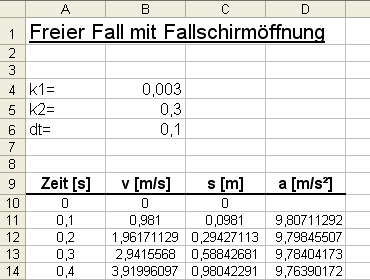 A B C D
1 Freier Fall mit Fallschirmöffnung
2
3
4 k1= 0,003
5 k2= 0,3
6 dt= 0,1
7
8
9 Zeit [s] v [m/s] s [m] a [m/s²]
10 0 0 0
11 0,1 0,981 0,0981 9,80711292
12 0,2 1,96171129 0,29427113 9,79845507
13 0,3 2,9415568 0,58842681 9,78404173
14 0,4 3,91996097 0,98042291 9,76390172